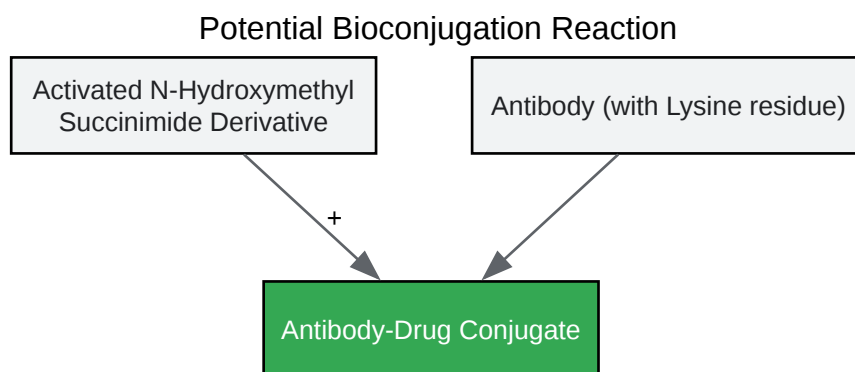 Potential Bioconjugation Reaction
Activated N-Hydroxymethyl
Succinimide Derivative
Antibody (with Lysine residue)
+
Antibody-Drug Conjugate